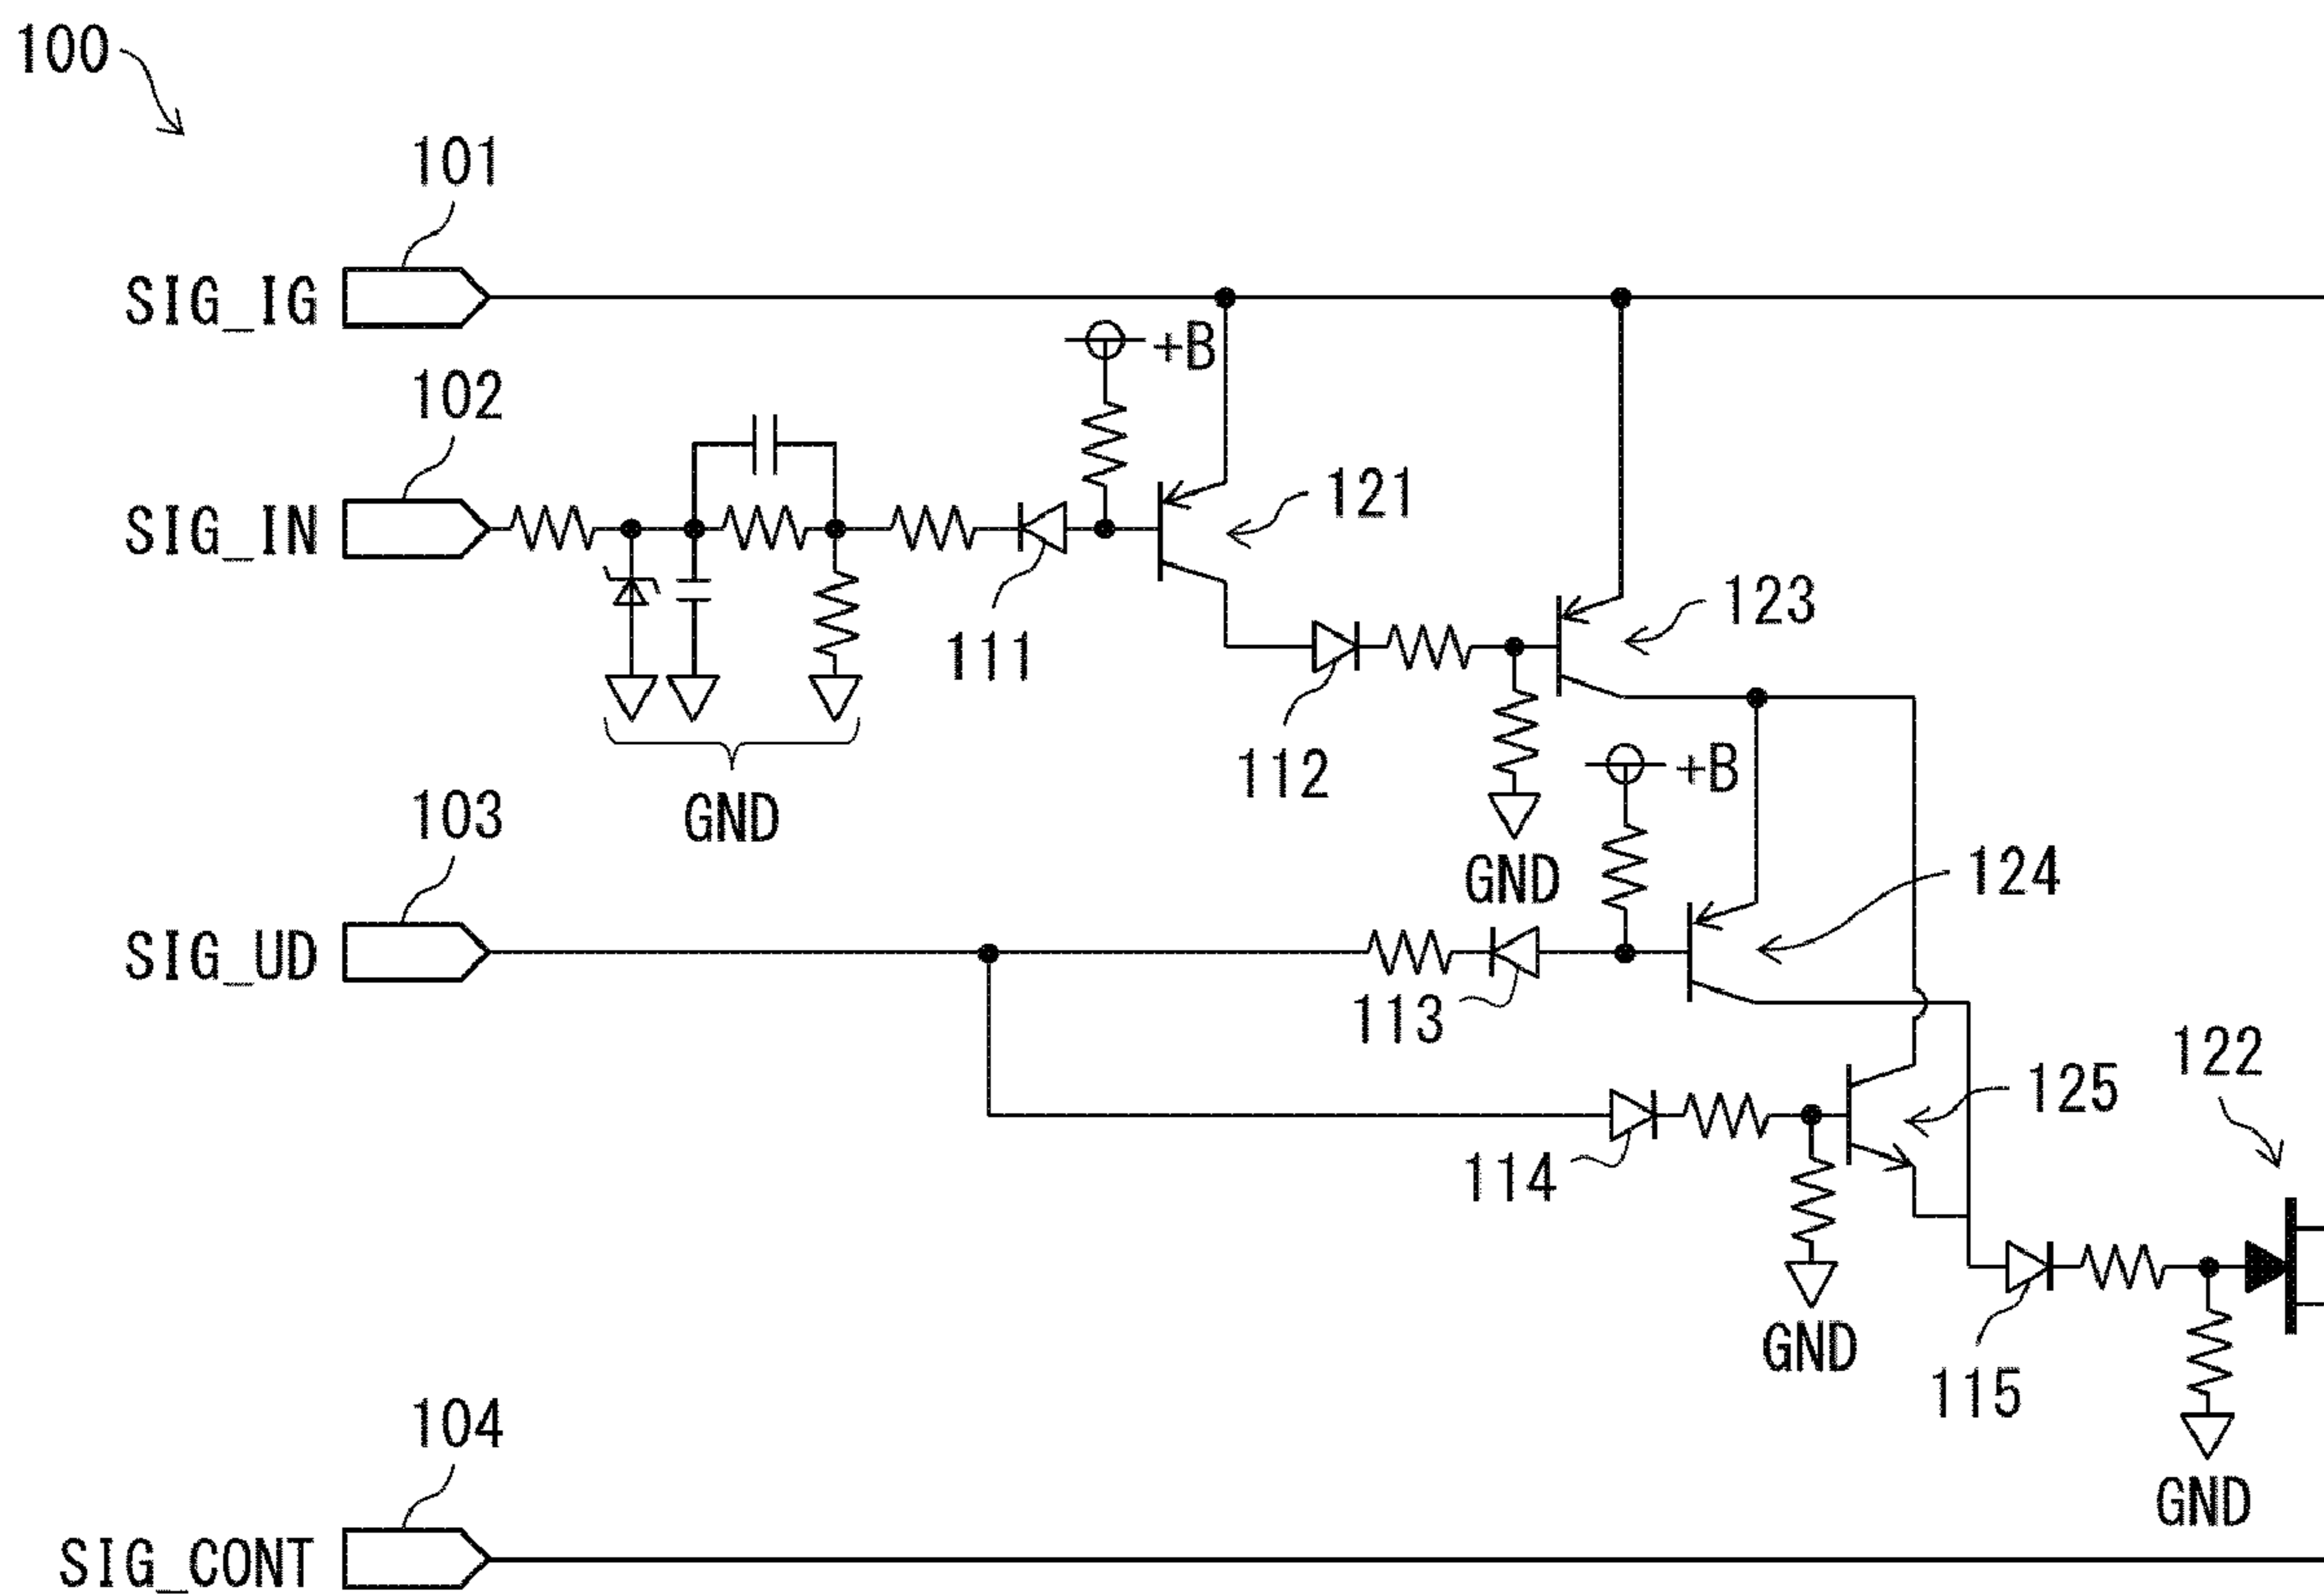 100
101
SIG_IG
+B
102
121
SIG_IN
123
111
112
+B
GND
103
GND
124
SIG_UD
113
122
125
114
GND
115
104
GND
SIG_CONT